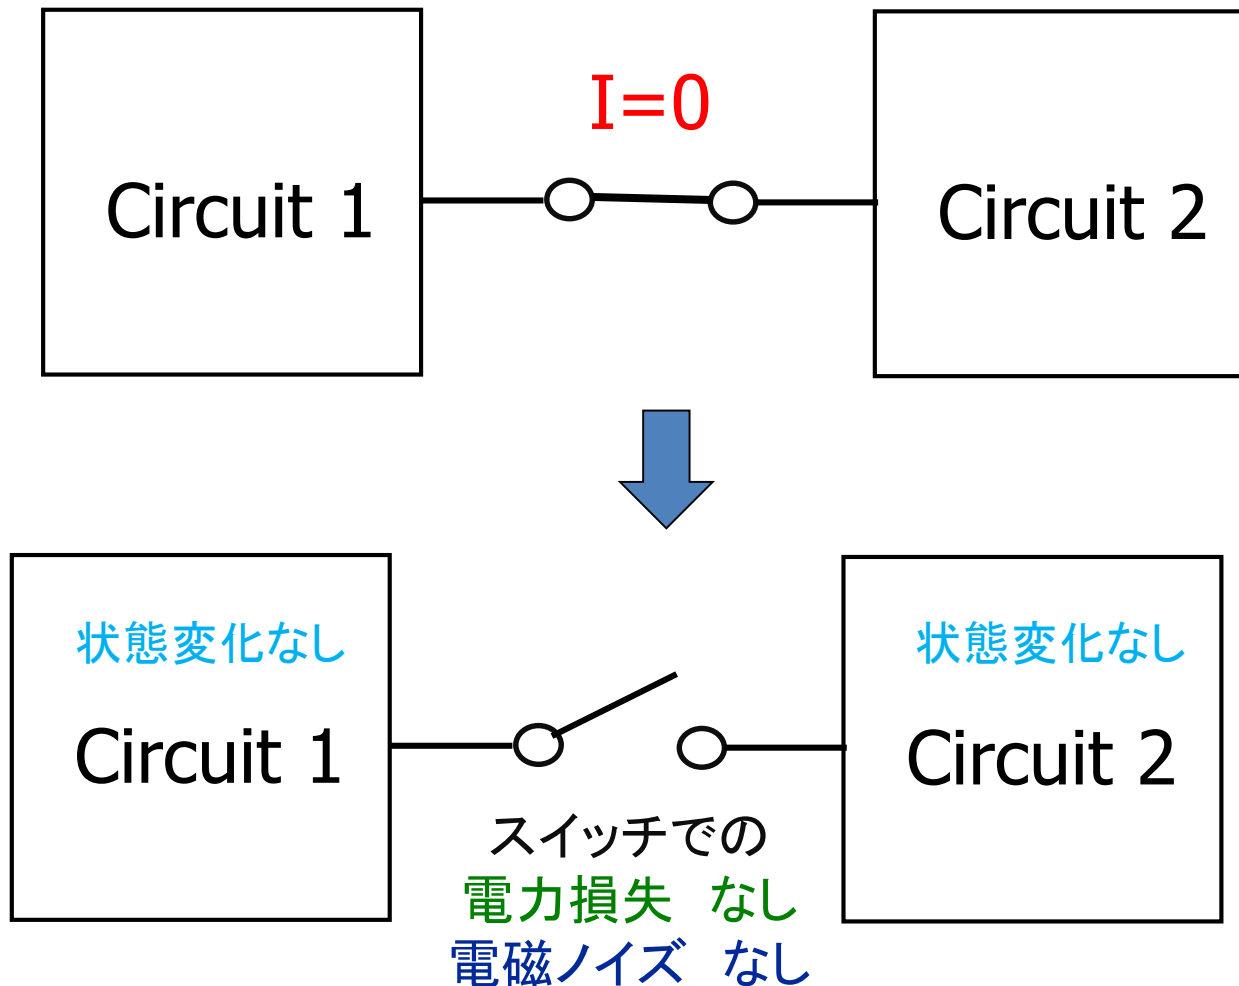 I=0
Circuit 1
Circuit 2
状態変化なし
状態変化なし
Circuit 1
Circuit 2
スイッチでの
電力損失　なし
電磁ノイズ　なし